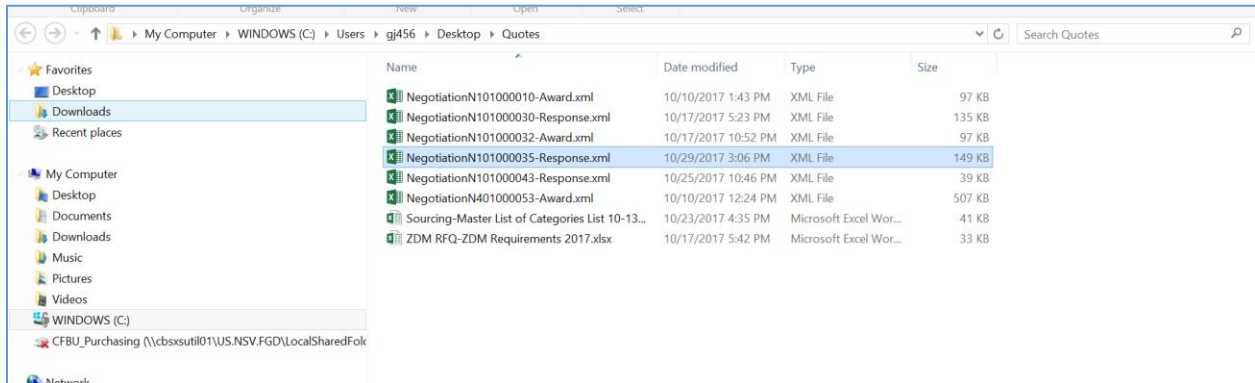 Clipboard Organize New Open Select
My Computer WINDOWS (C:) Users gj456 Desktop Quotes Search Quotes
Favorites
Desktop
Downloads
Recent places
My Computer
Desktop
Documents
Downloads
Music
Pictures
Videos
WINDOWS (C:)
CFBU_Purchasing (\\cbsxsutil01\US.NSV.FGD\LocalSharedFold
Network
Name Date modified Type Size
NegotiationN101000010-Award.xml 10/10/2017 1:43 PM XML File 97 KB
NegotiationN101000030-Response.xml 10/17/2017 5:23 PM XML File 135 KB
NegotiationN101000032-Award.xml 10/17/2017 10:52 PM XML File 97 KB
NegotiationN101000035-Response.xml 10/29/2017 3:06 PM XML File 149 KB
NegotiationN101000043-Response.xml 10/25/2017 10:46 PM XML File 39 KB
NegotiationN401000053-Award.xml 10/10/2017 12:24 PM XML File 507 KB
Sourcing-Master List of Categories List 10-13... 10/23/2017 4:35 PM Microsoft Excel Wor... 41 KB
ZDM RFQ-ZDM Requirements 2017.xlsx 10/17/2017 5:42 PM Microsoft Excel Wor... 33 KB